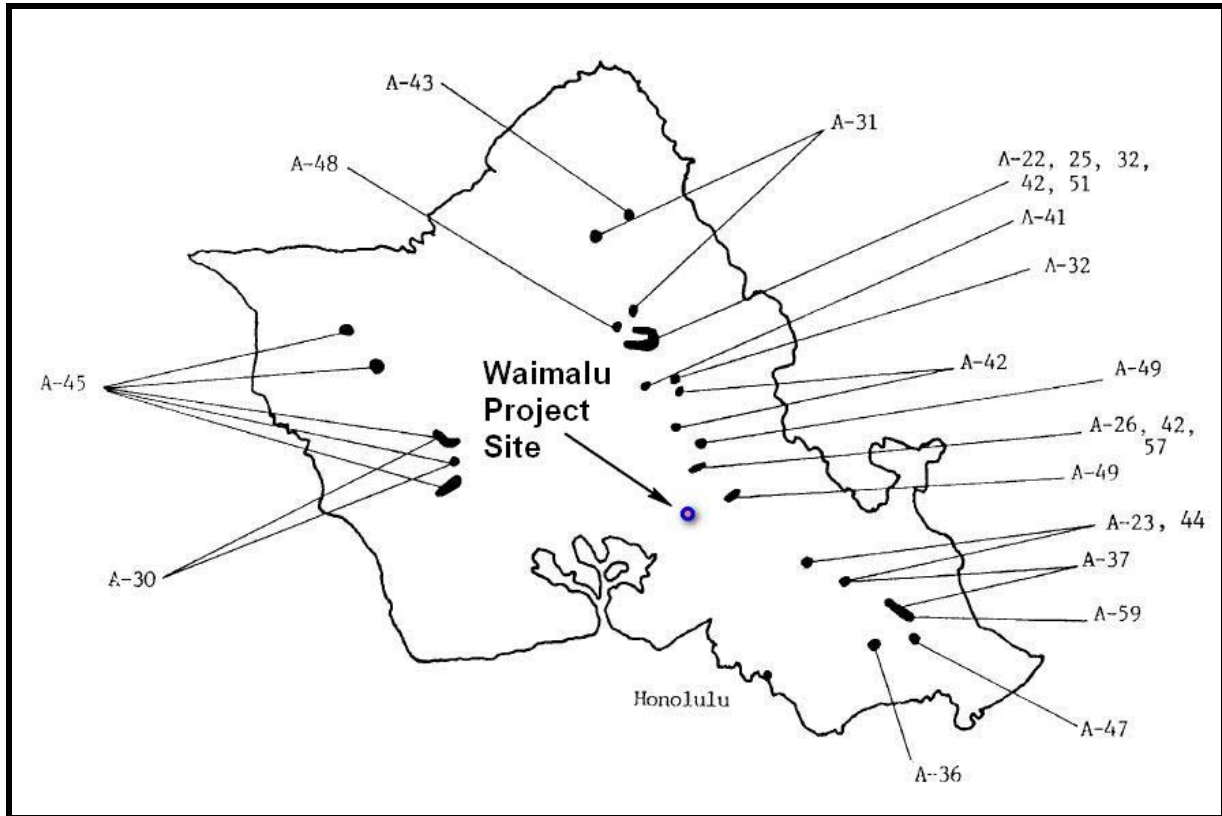 A-43
A-31
A-48
A-22, 25, 32,
42, 51
A-41
A-32
A-45
Waimalu
Project
Site
A-42
A-49
A-26, 42,
57
A-49
A-23, 44
A-37
A-30
A-59
Honolulu
A-47
A-36